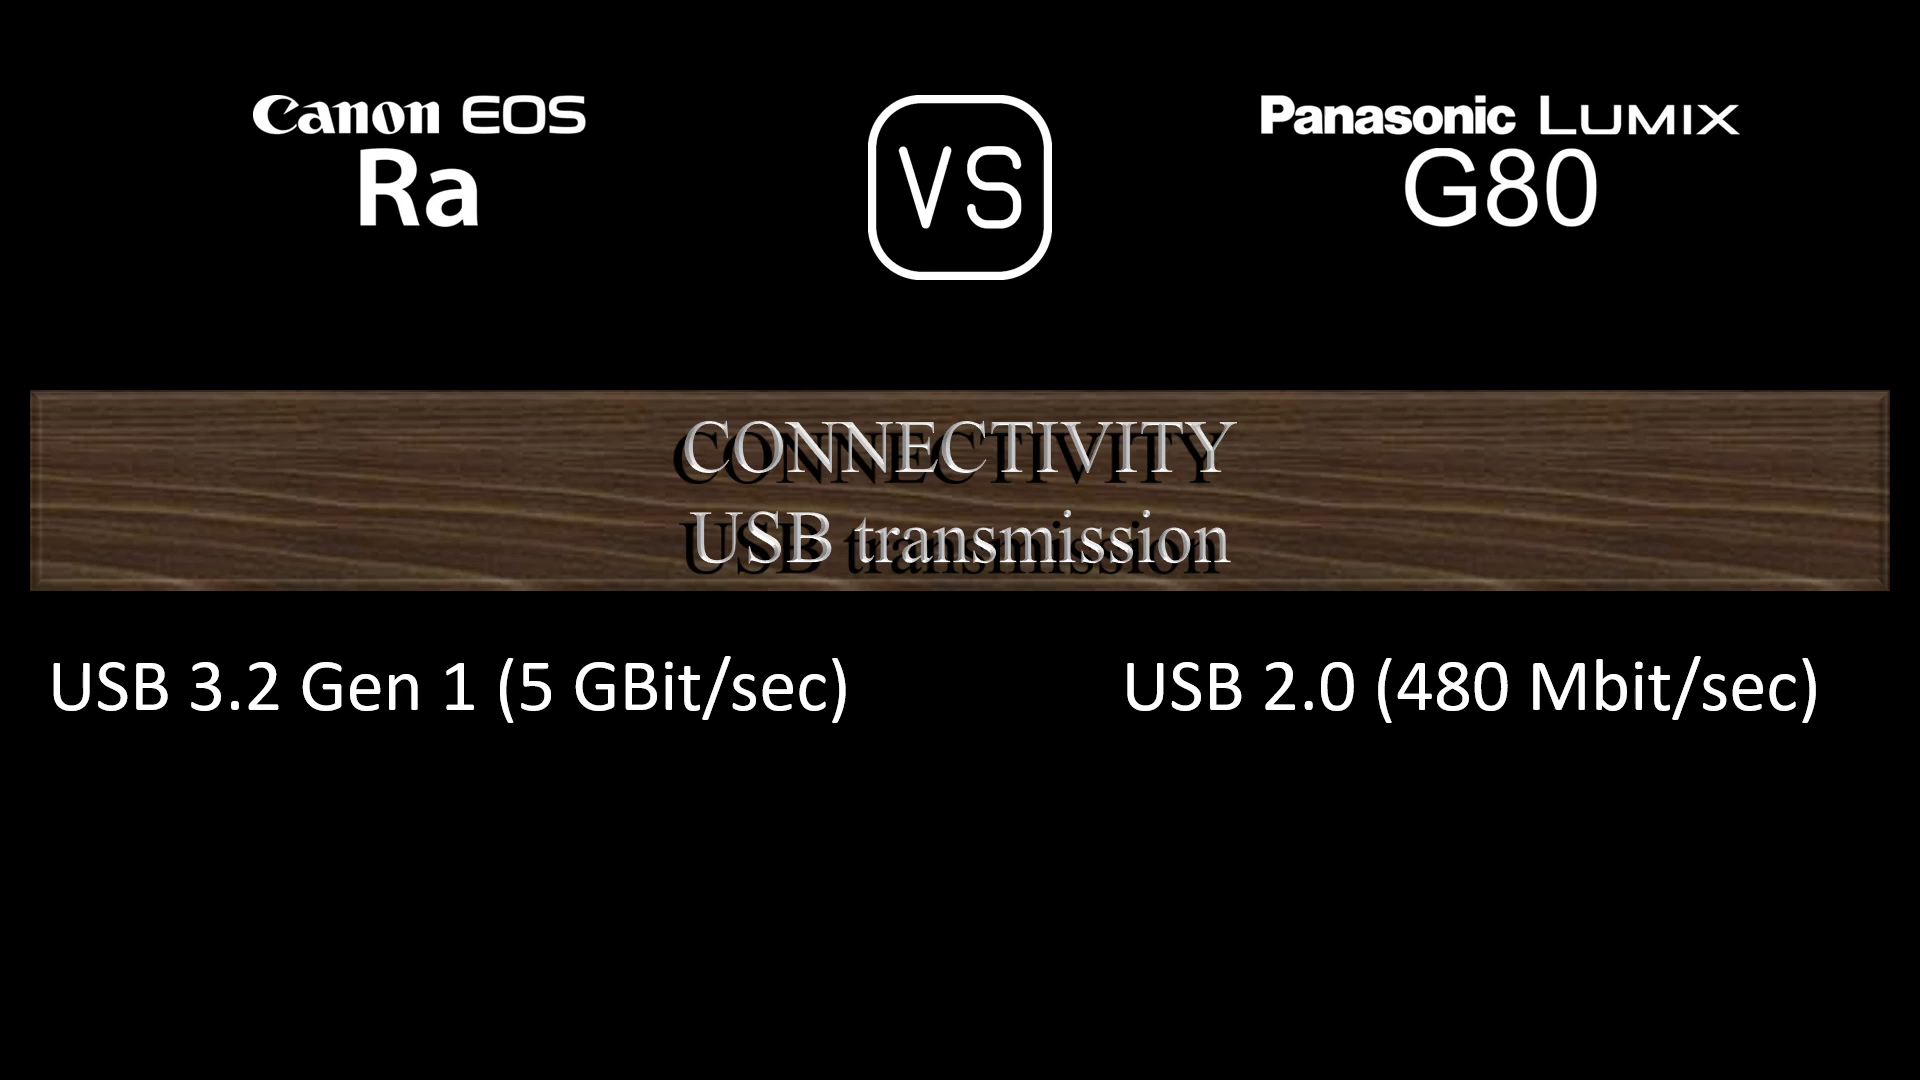 Canon EOS
Ra
VS
Panasonic LUMIX
G80
CONNECTIVITY
USB transmission
USB 3.2 Gen 1 (5 GBit/sec)
USB 2.0 (480 Mbit/sec)